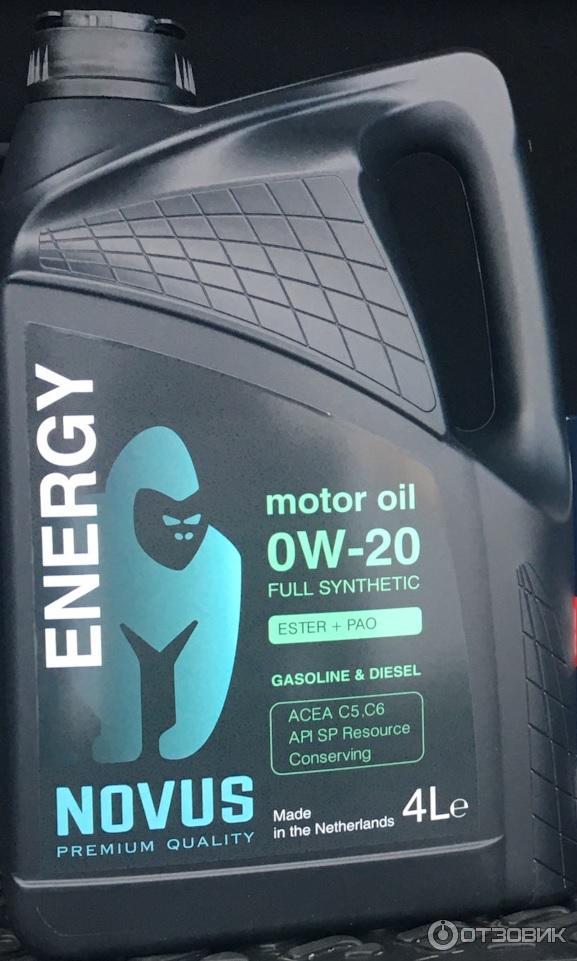 ENERGY
motor oil
0W-20
FULL SYNTHETIC
ESTER + PAO
GASOLINE & DIESEL
ACEA C5,C6
API SP Resource
Conserving
NOVUS
PREMIUM QUALITY
Made
in the Netherlands
4Le
ОТЗОВИК